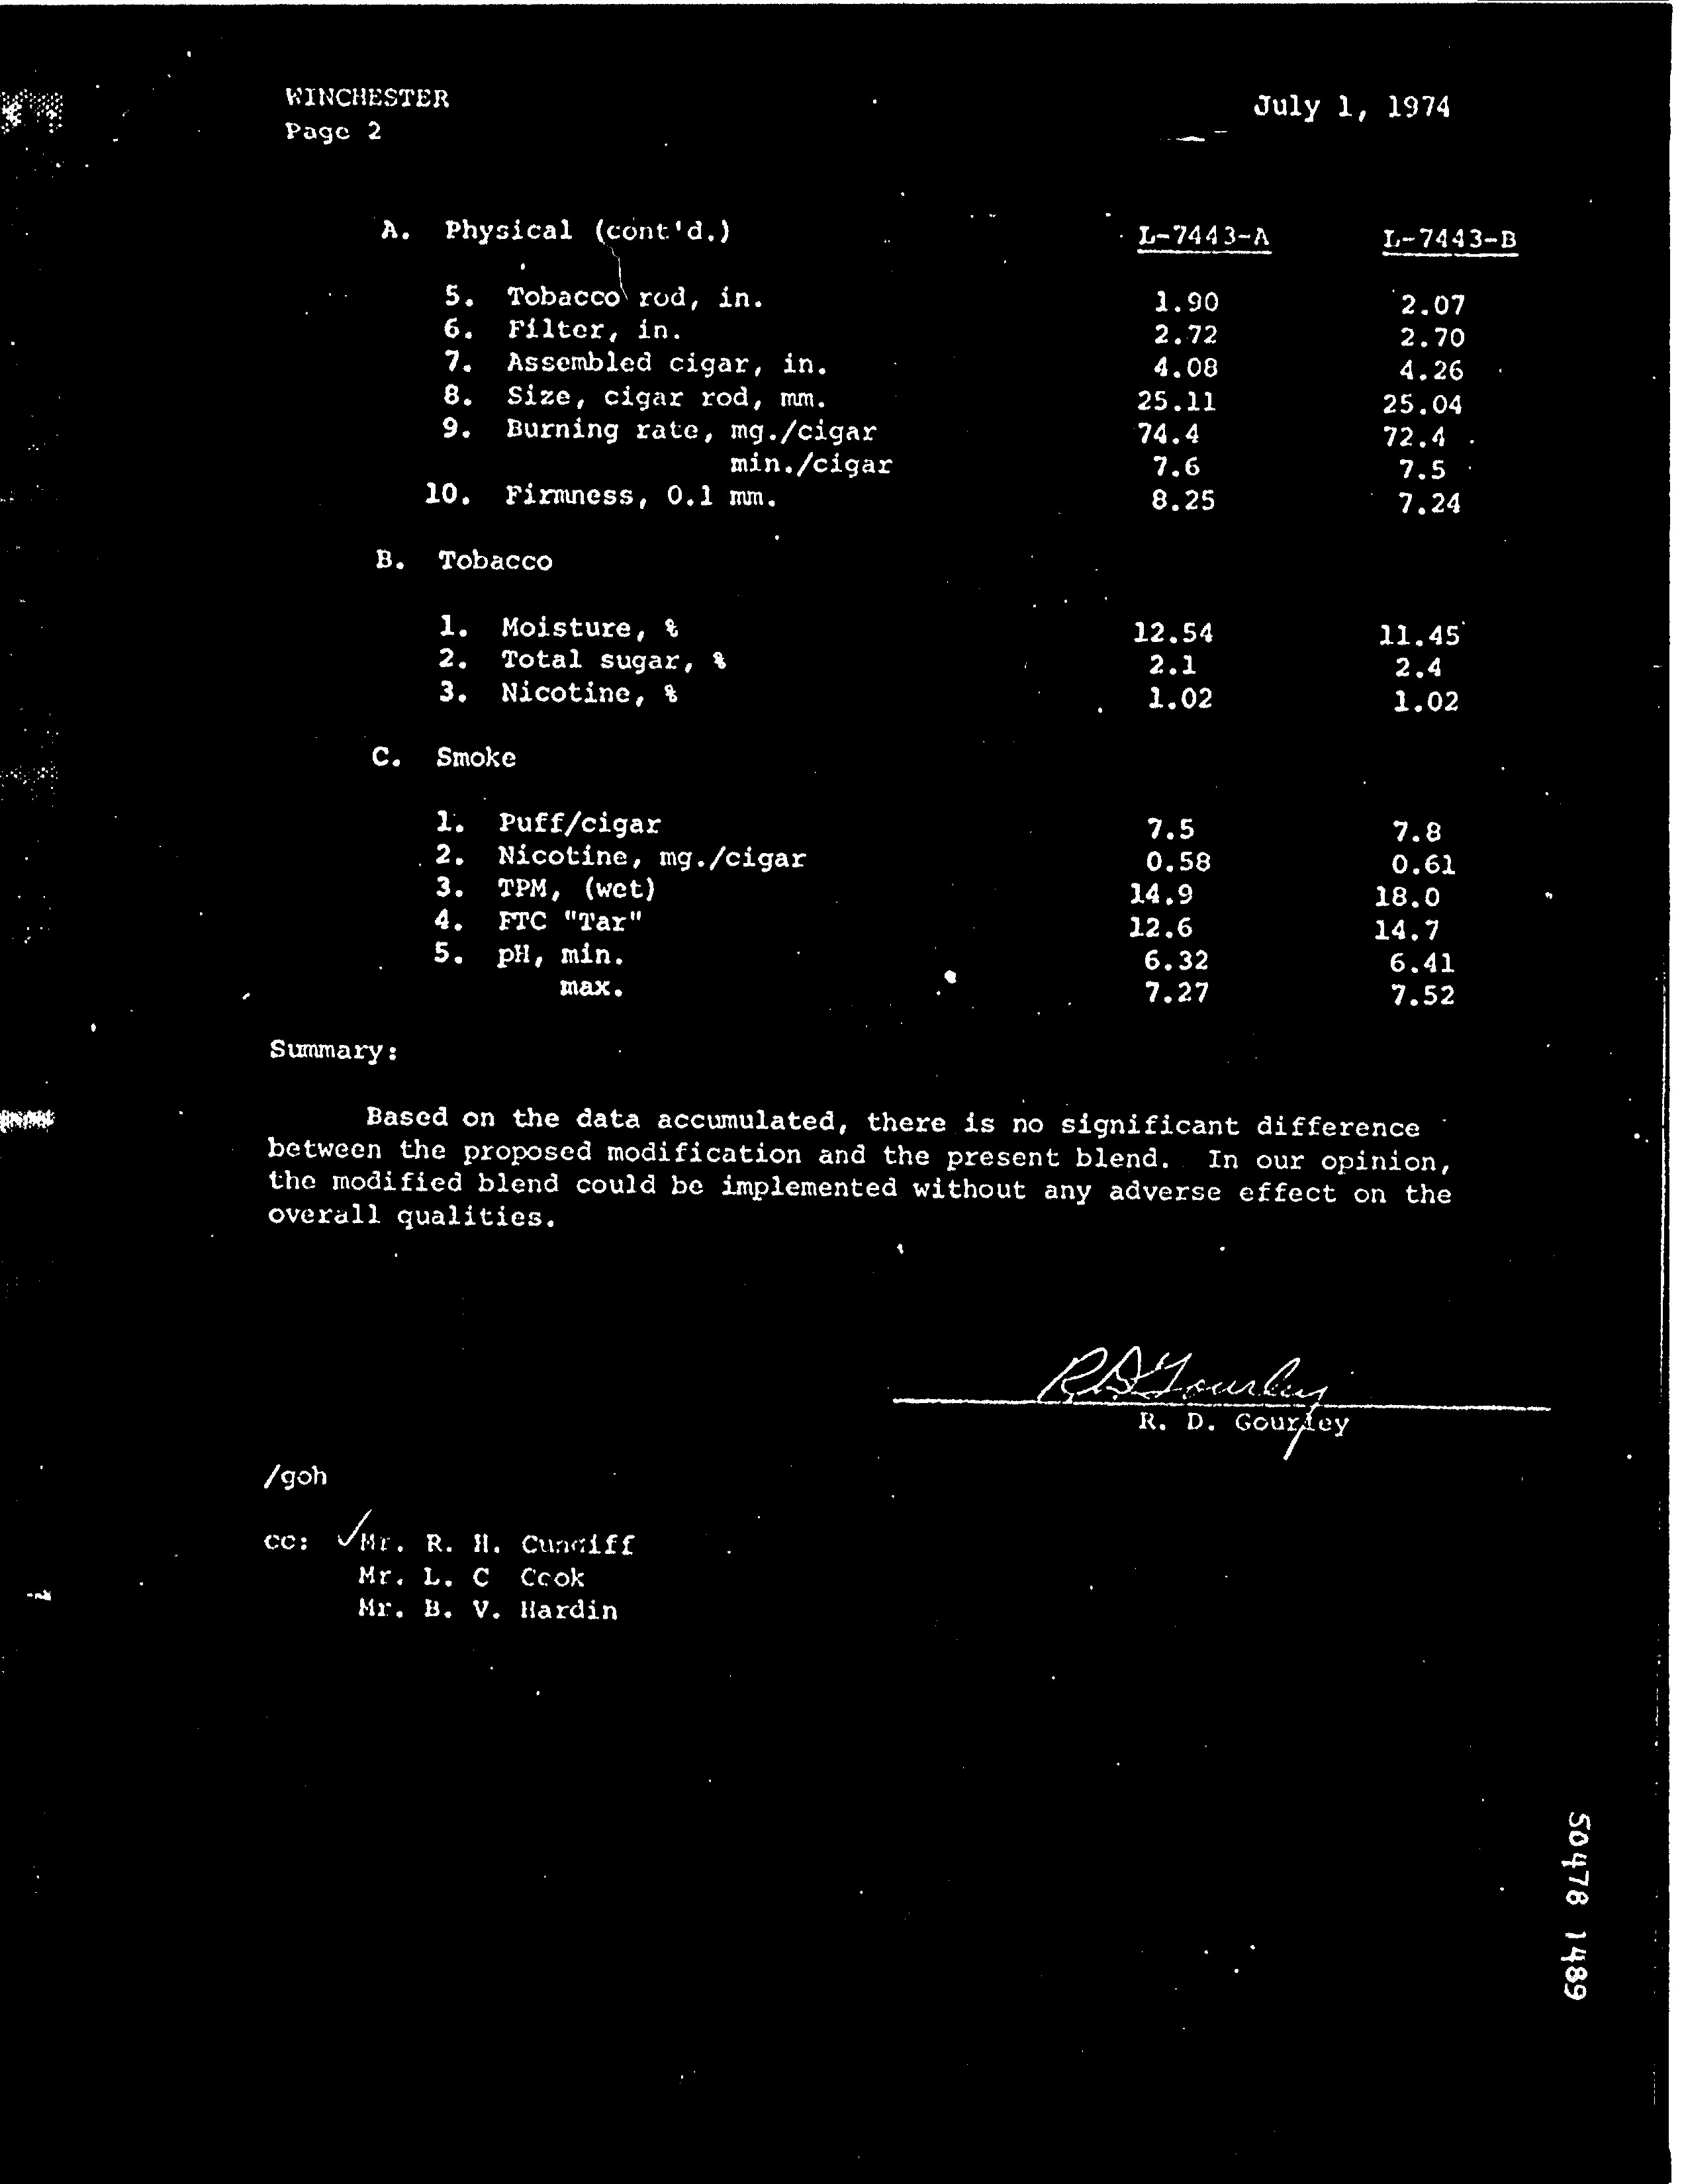 WINCHESTER
Page 2
July 1, 1974
A. Physical (cont'd.) L-7443-A L-7443-B
5. Tobacco rod, in. 1.90 2.07
6. Filter, in. 2.72 2.70
7. Assembled cigar, in. 4.08 4.26
8. Size, cigar rod, mm. 25.11 25.04
9. Burning rate, mg./cigar 74.4 72.4
min./cigar 7.6 7.5
10. Firmness, 0.1 mm. 8.25 7.24
B. Tobacco
1. Moisture, % 12.54 11.45
2. Total sugar, % 2.1 2.4
3. Nicotine, % 1.02 1.02
C. Smoke
1. Puff/cigar 7.5 7.8
2. Nicotine, mg./cigar 0.58 0.61
3. TPM, (wet) 14.9 18.0
4. FTC "Tar" 12.6 14.7
5. pH, min. 6.32 6.41
max. 7.27 7.52
Summary:
Based on the data accumulated, there is no significant difference
between the proposed modification and the present blend. In our opinion,
the modified blend could be implemented without any adverse effect on the
overall qualities.
R D Gourley
R. D. Gourley
/goh
cc: ✓Mr. R. H. Cundiff
Mr. L. C Cook
Mr. B. V. Hardin
50478 1489